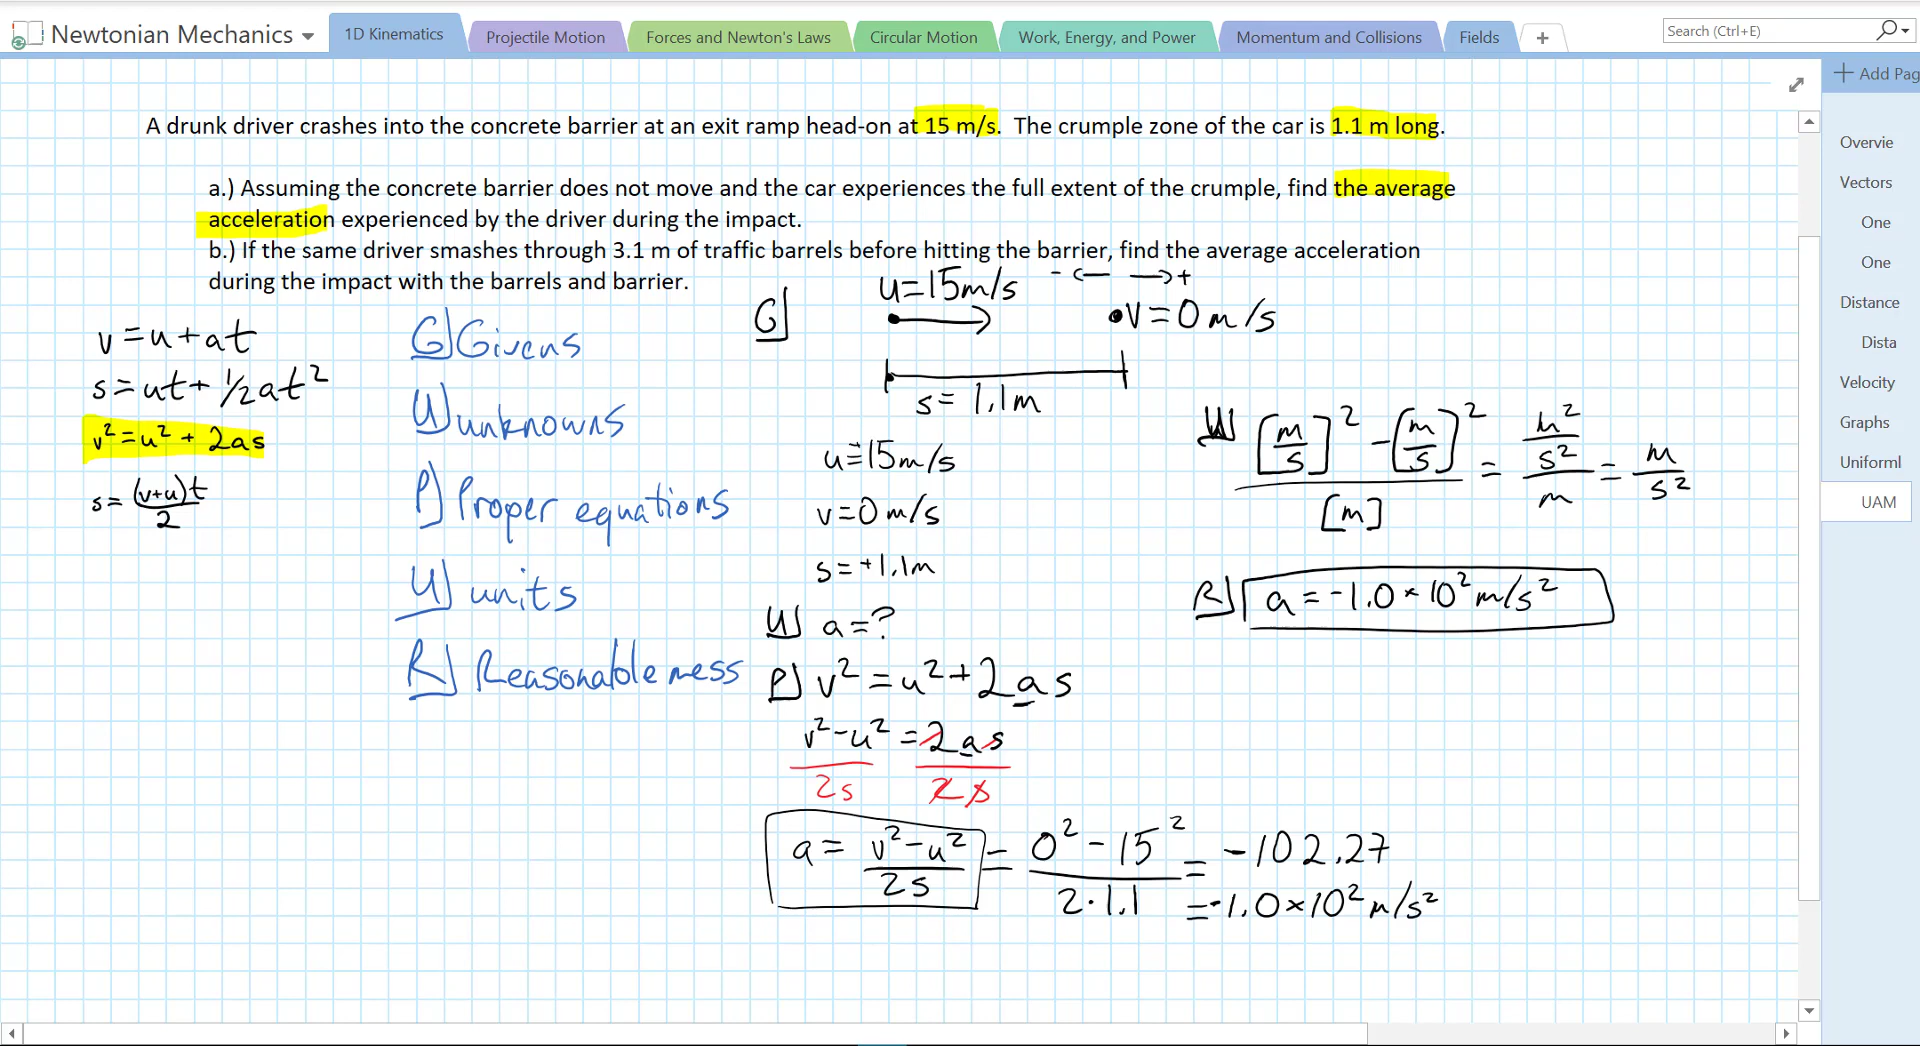 Newtonian Mechanics
1D Kinematics
Projectile Motion
Forces and Newton's Laws
Circular Motion
Work, Energy, and Power
Momentum and Collisions
Fields
+
Search (Ctrl+E)
+ Add Pag
A drunk driver crashes into the concrete barrier at an exit ramp head-on at 15 m/s. The crumple zone of the car is 1.1 m long.
a.) Assuming the concrete barrier does not move and the car experiences the full extent of the crumple, find the average
acceleration experienced by the driver during the impact.
b.) If the same driver smashes through 3.1 m of traffic barrels before hitting the barrier, find the average acceleration
during the impact with the barrels and barrier.
v=u+at
s=ut+½at²
v²=u²+2as
s=(v+u)t/2
G) Givens
U) unknowns
P) Proper equations
U) units
R) Reasonableness
G)
u=15m/s
- ← → +
v=0m/s
s=1.1m
u=15m/s
v=0m/s
s=+1.1m
U) a=?
P) v²=u²+2as
v²-u²=2as
2s 2s
a=(v²-u²)/2s = (0²-15²)/(2·1.1) = -102.27
=-1.0×10² m/s²
U) ([m/s]²-[m/s]²)/[m] = (m²/s²)/m = m/s²
R) a=-1.0×10² m/s²
Overvie
Vectors
One
One
Distance
Dista
Velocity
Graphs
Uniforml
UAM